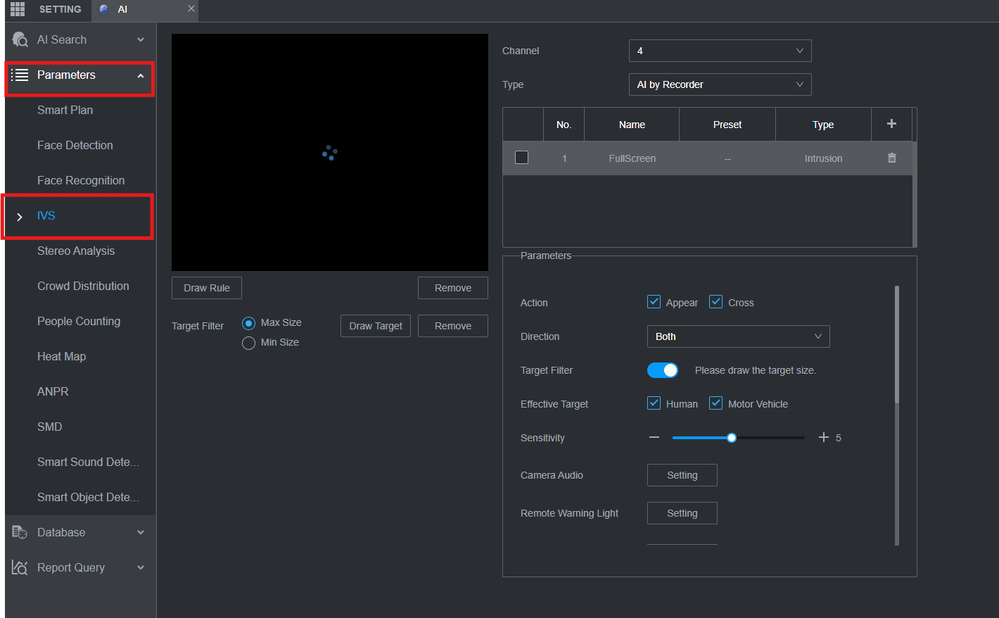 SETTING
AI
AI Search
Parameters
Smart Plan
Face Detection
Face Recognition
IVS
Stereo Analysis
Crowd Distribution
People Counting
Heat Map
ANPR
SMD
Smart Sound Dete...
Smart Object Dete...
Database
Report Query
Draw Rule
Remove
Target Filter
Max Size
Min Size
Draw Target
Remove
Channel
4
Type
AI by Recorder
No. Name Preset Type +
1 FullScreen -- Intrusion
Parameters
Action Appear Cross
Direction Both
Target Filter Please draw the target size.
Effective Target Human Motor Vehicle
Sensitivity 5
Camera Audio Setting
Remote Warning Light Setting